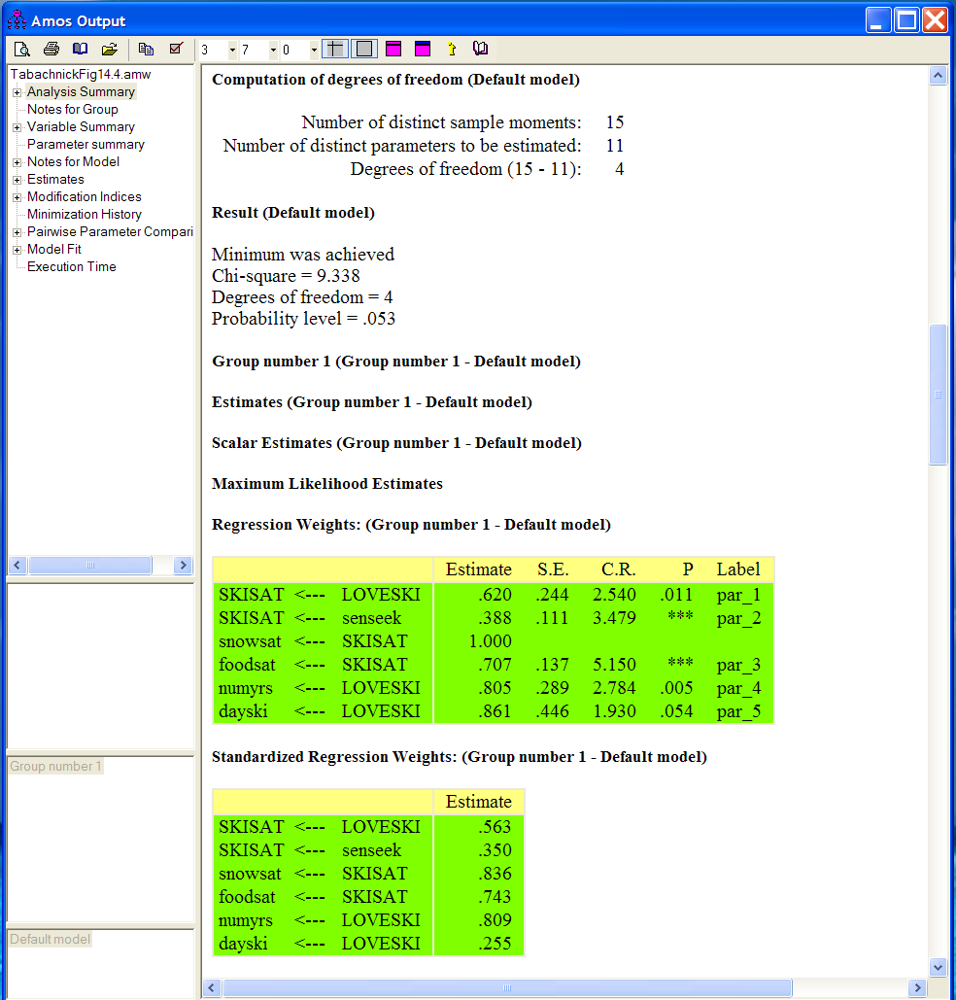 Amos Output
3 7 0
TabachnickFig14.4.amw
Analysis Summary
Notes for Group
Variable Summary
Parameter summary
Notes for Model
Estimates
Modification Indices
Minimization History
Pairwise Parameter Compari
Model Fit
Execution Time
Group number 1
Default model
Computation of degrees of freedom (Default model)
Number of distinct sample moments: 15
Number of distinct parameters to be estimated: 11
Degrees of freedom (15 - 11): 4
Result (Default model)
Minimum was achieved
Chi-square = 9.338
Degrees of freedom = 4
Probability level = .053
Group number 1 (Group number 1 - Default model)
Estimates (Group number 1 - Default model)
Scalar Estimates (Group number 1 - Default model)
Maximum Likelihood Estimates
Regression Weights: (Group number 1 - Default model)
Estimate S.E. C.R. P Label
SKISAT <--- LOVESKI .620 .244 2.540 .011 par_1
SKISAT <--- senseek .388 .111 3.479 *** par_2
snowsat <--- SKISAT 1.000
foodsat <--- SKISAT .707 .137 5.150 *** par_3
numyrs <--- LOVESKI .805 .289 2.784 .005 par_4
dayski <--- LOVESKI .861 .446 1.930 .054 par_5
Standardized Regression Weights: (Group number 1 - Default model)
Estimate
SKISAT <--- LOVESKI .563
SKISAT <--- senseek .350
snowsat <--- SKISAT .836
foodsat <--- SKISAT .743
numyrs <--- LOVESKI .809
dayski <--- LOVESKI .255